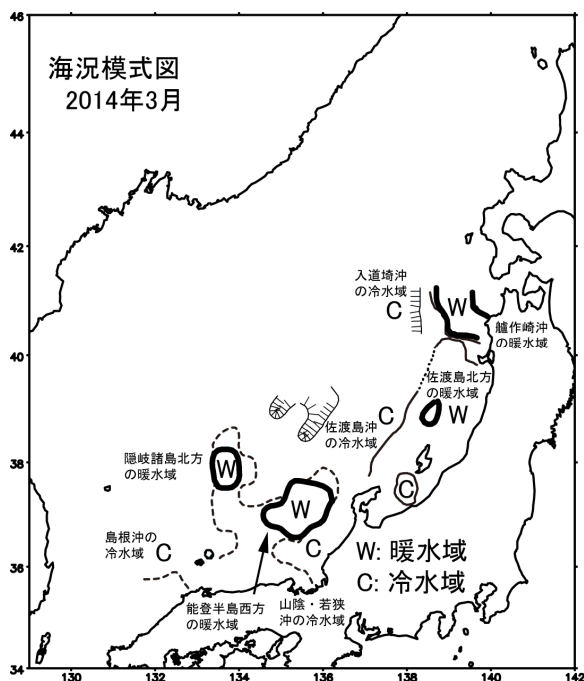 海況模式図
2014年3月
48
44
42
40
38
36
34
入道埼沖
の冷水域
C
W
艫作崎沖
の暖水域
佐渡島北方
の暖水域
C
W
佐渡島沖
の冷水域
隠岐諸島北方
の暖水域
W
C
W
島根沖の
冷水域
C
C
W: 暖水域
C: 冷水域
能登半島西方
の暖水域
山陰・若狭
沖の冷水域
130
132
134
136
138
140
142